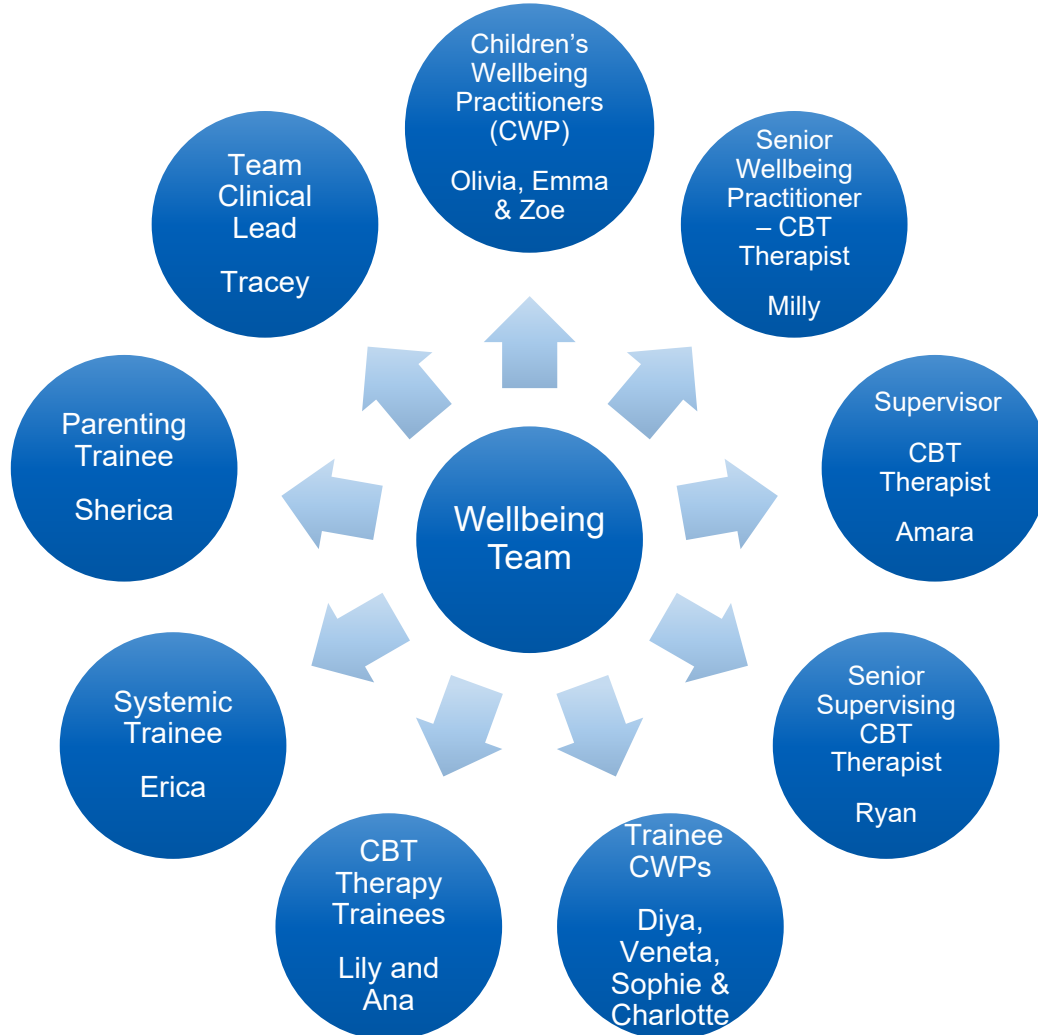 Children’s
Wellbeing
Practitioners
(CWP)
Olivia, Emma
& Zoe
Senior
Wellbeing
Practitioner
– CBT
Therapist
Milly
Supervisor
CBT
Therapist
Amara
Senior
Supervising
CBT
Therapist
Ryan
Trainee
CWPs
Diya,
Veneta,
Sophie &
Charlotte
CBT
Therapy
Trainees
Lily and
Ana
Systemic
Trainee
Erica
Parenting
Trainee
Sherica
Team
Clinical
Lead
Tracey
Wellbeing
Team